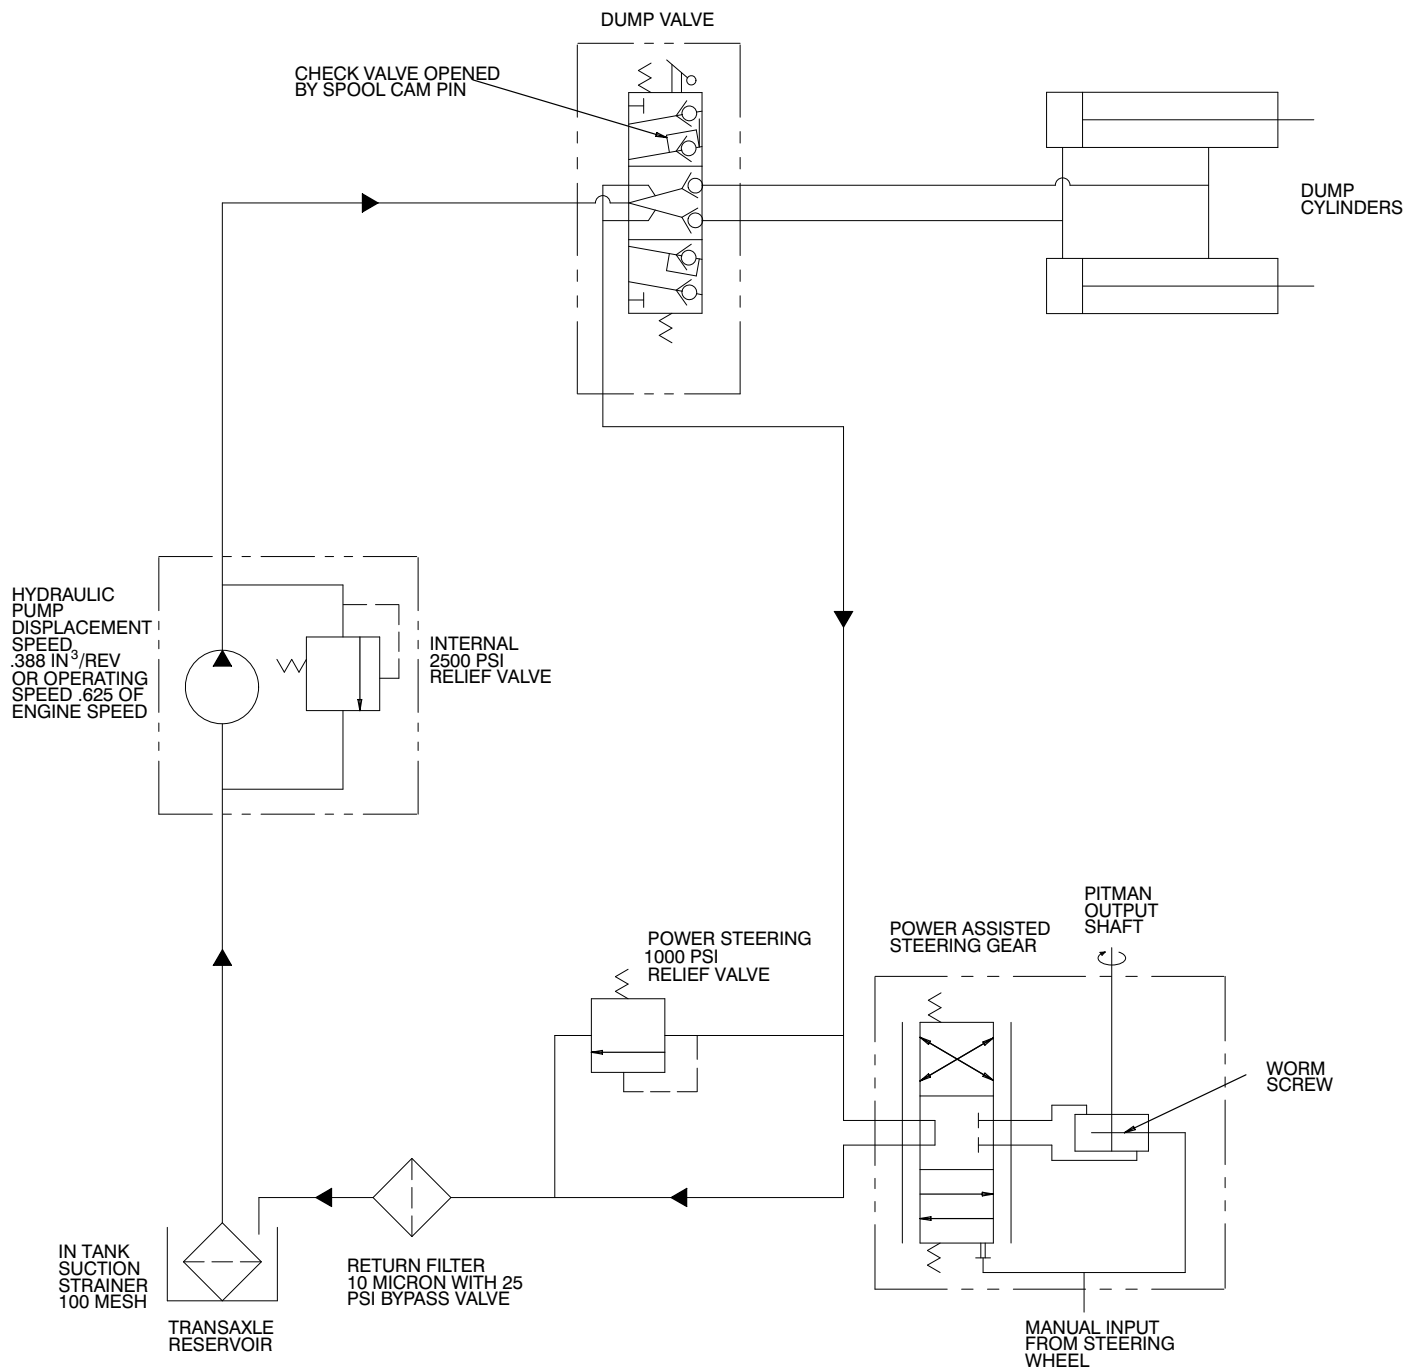 DUMP VALVE
CHECK VALVE OPENED
BY SPOOL CAM PIN
DUMP
CYLINDERS
HYDRAULIC
PUMP
DISPLACEMENT
SPEED
.388 IN³/REV
OR OPERATING
SPEED .625 OF
ENGINE SPEED
INTERNAL
2500 PSI
RELIEF VALVE
POWER STEERING
1000 PSI
RELIEF VALVE
POWER ASSISTED
STEERING GEAR
PITMAN
OUTPUT
SHAFT
WORM
SCREW
IN TANK
SUCTION
STRAINER
100 MESH
TRANSAXLE
RESERVOIR
RETURN FILTER
10 MICRON WITH 25
PSI BYPASS VALVE
MANUAL INPUT
FROM STEERING
WHEEL